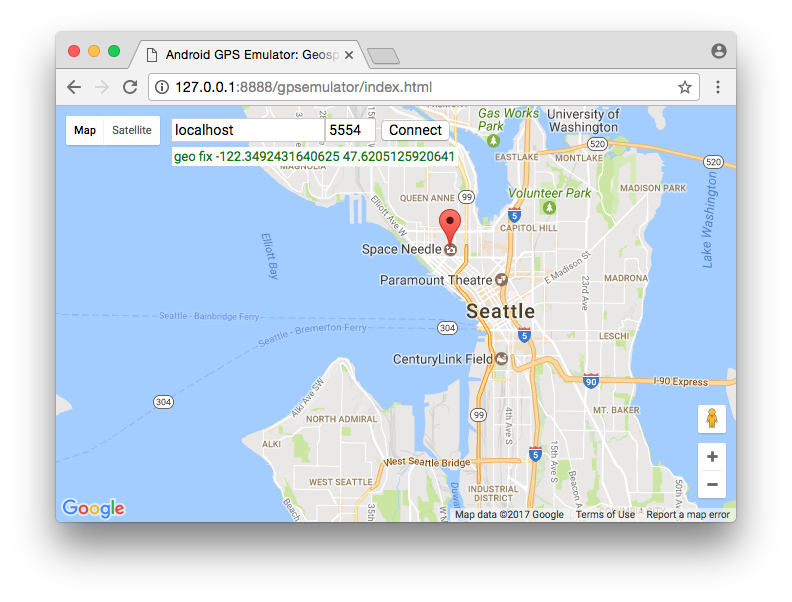 Android GPS Emulator: Geosp
127.0.0.1:8888/gpsemulator/index.html
Map
Satellite
localhost
5554
Connect
geo fix -122.3492431640625 47.6205125920641
MAGNOLIA
Gas Works
Park
University of
Washington
520
EASTLAKE
MONTLAKE
520
MADISON PARK
QUEEN ANNE
99
Volunteer Park
5
CAPITOL HILL
Elliott Ave W
Lake Washington
Elliott Bay
Space Needle
E Madison St
Paramount Theatre
23rd Ave
MADRONA
Seattle
Seattle - Bainbridge Ferry
Seattle - Bremerton Ferry
304
5
LESCHI
CenturyLink Field
90
I-90 Express
304
Alki Ave SW
99
4th Ave S
MT. BAKER
NORTH ADMIRAL
ALKI
15th Ave S
5
West Seattle Bridge
Beacon Ave
WEST SEATTLE
INDUSTRIAL
DISTRICT
50th Ave
35th
Beach
W M
Duwa
Google
Map data ©2017 Google
Terms of Use
Report a map error